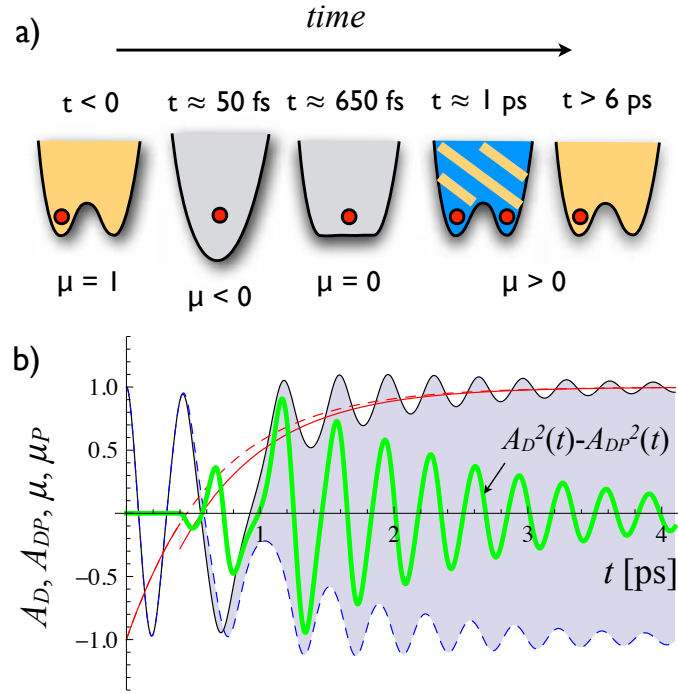 a)
time
t < 0 t ≈ 50 fs t ≈ 650 fs t ≈ 1 ps t > 6 ps
μ = 1 μ < 0 μ = 0 μ > 0
b)
A_D, A_DP, μ, μ_P
1.0
0.5
0
-0.5
-1.0
1 2 3 4
A_D²(t)-A_DP²(t)
t [ps]